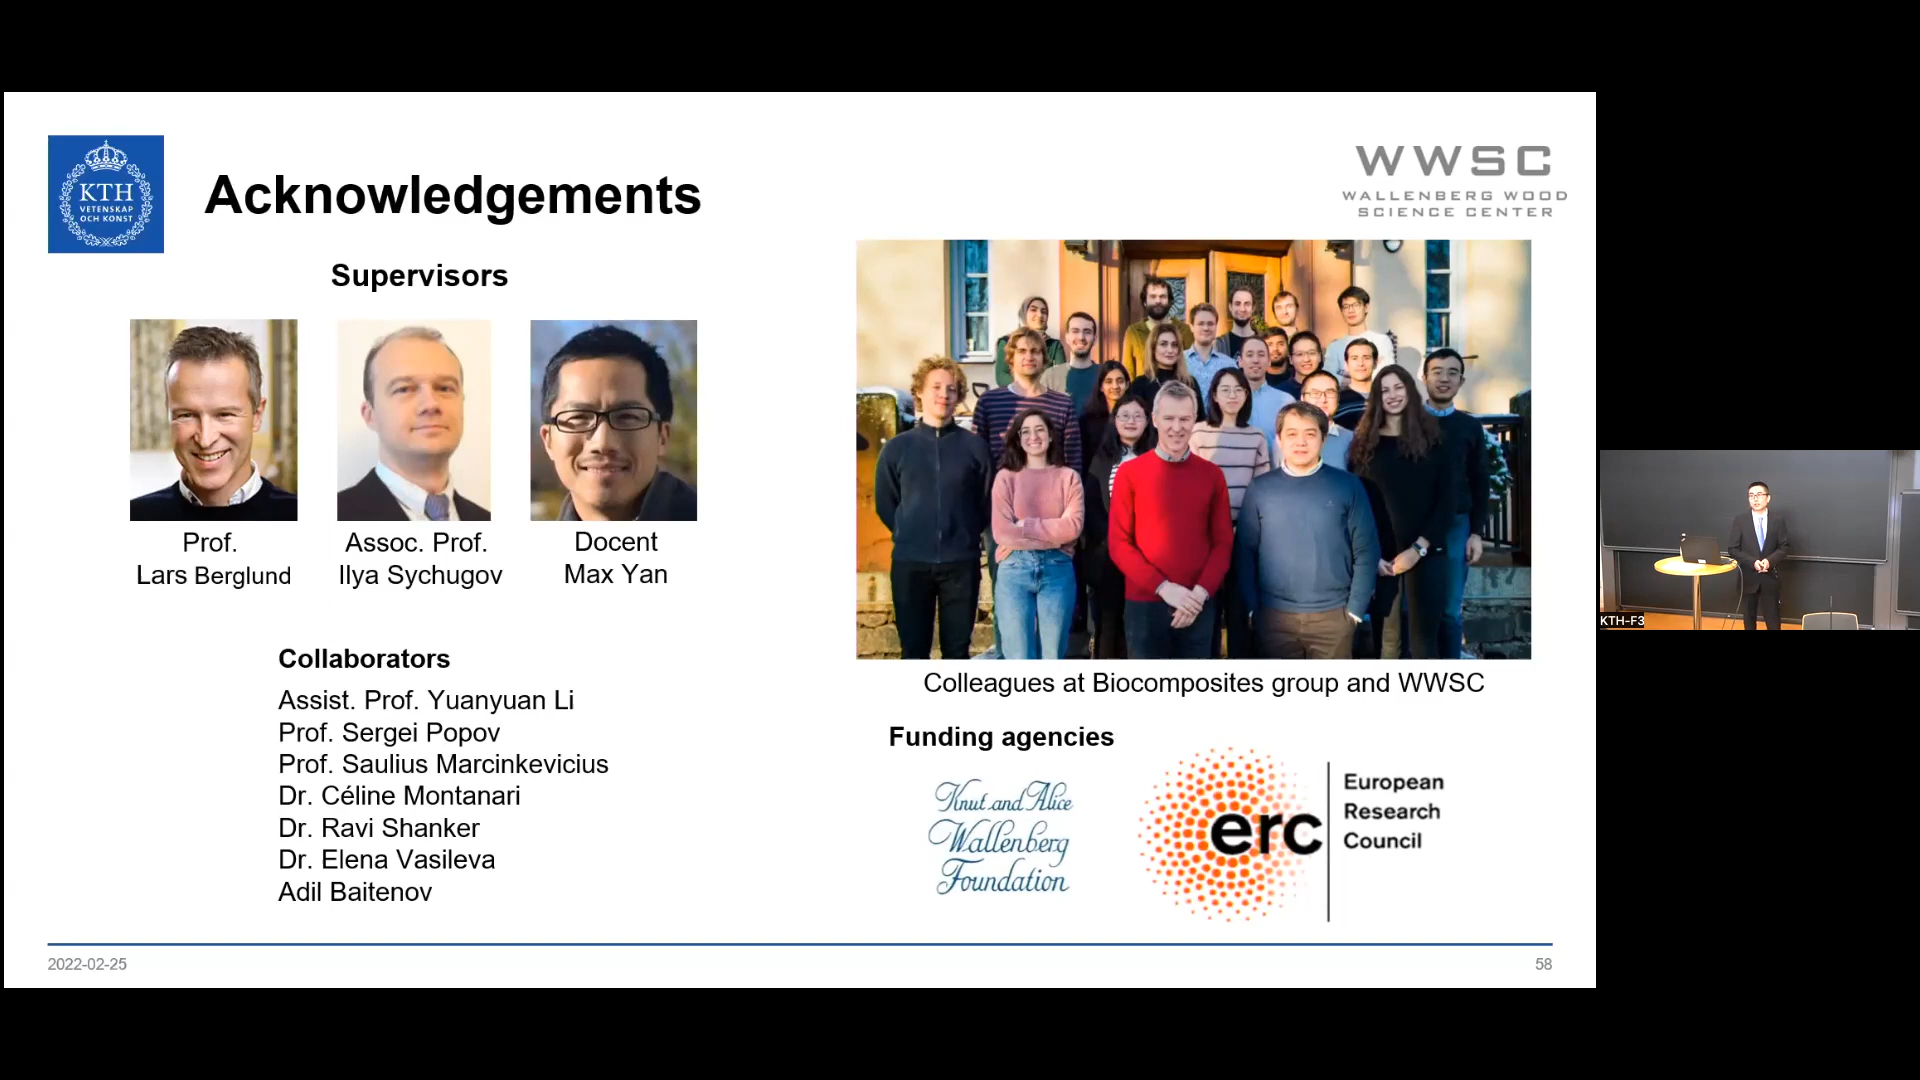 KTH
VETENSKAP
OCH KONST
Acknowledgements
WWSC
WALLENBERG WOOD
SCIENCE CENTER
Supervisors
Prof.
Lars Berglund
Assoc. Prof.
Ilya Sychugov
Docent
Max Yan
Collaborators
Assist. Prof. Yuanyuan Li
Prof. Sergei Popov
Prof. Saulius Marcinkevicius
Dr. Céline Montanari
Dr. Ravi Shanker
Dr. Elena Vasileva
Adil Baitenov
Colleagues at Biocomposites group and WWSC
Funding agencies
Knut and Alice
Wallenberg
Foundation
erc
European
Research
Council
2022-02-25
58
KTH-F3